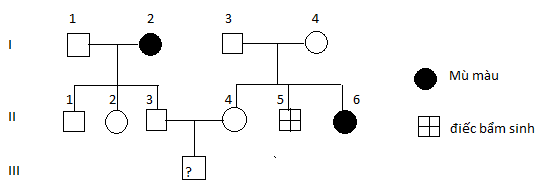 1 2 3 4
I
Mù màu
1 2 3 4 5 6
II
điếc bẩm sinh
III
?